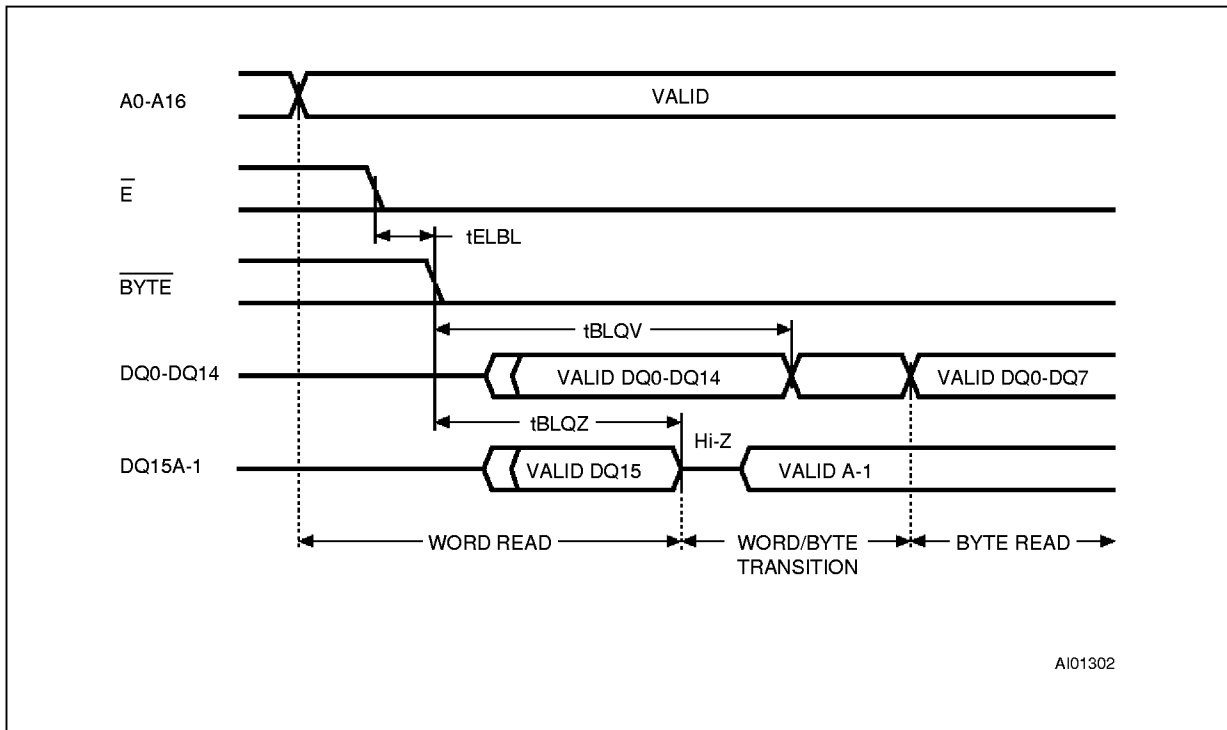 A0-A16
VALID
E̅
tELBL
B̅Y̅T̅E̅
tBLQV
DQ0-DQ14
VALID DQ0-DQ14
VALID DQ0-DQ7
tBLQZ
Hi-Z
DQ15A-1
VALID DQ15
VALID A-1
WORD READ
WORD/BYTE
TRANSITION
BYTE READ
AI01302